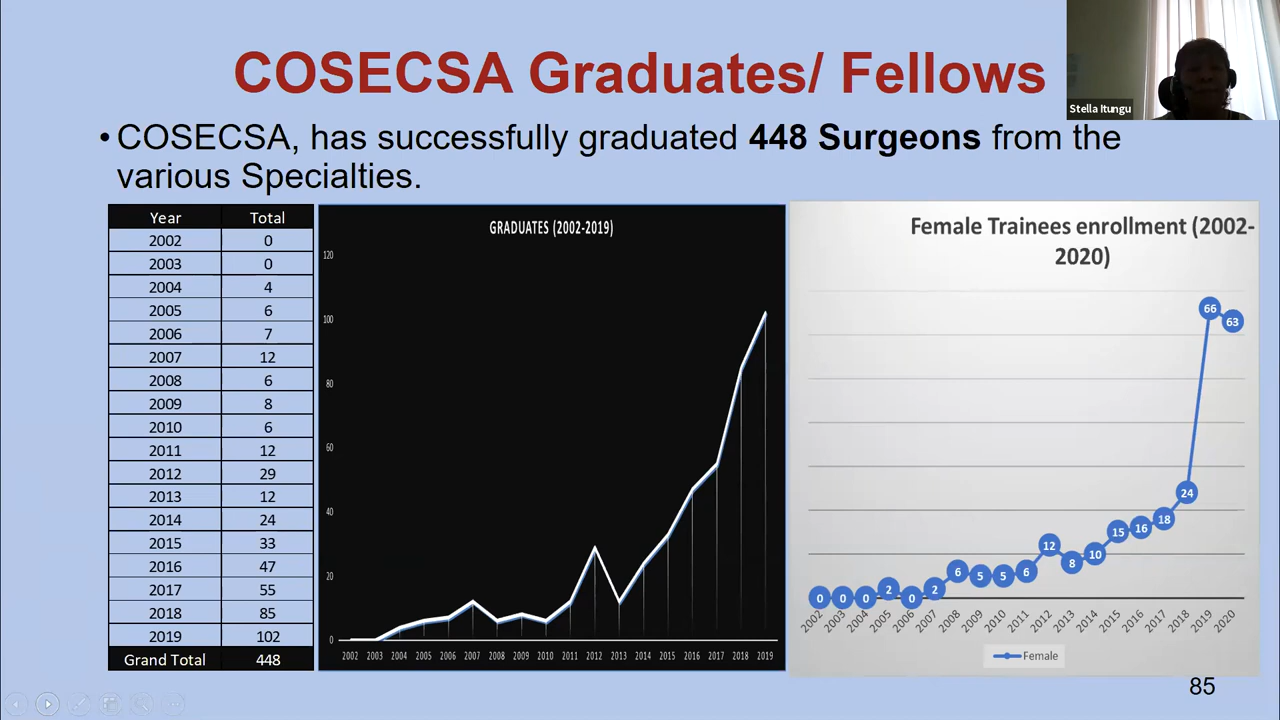 COSECSA Graduates/ Fellows
Stella Itungu
• COSECSA, has successfully graduated 448 Surgeons from the
various Specialties.
Year Total
2002 0
2003 0
2004 4
2005 6
2006 7
2007 12
2008 6
2009 8
2010 6
2011 12
2012 29
2013 12
2014 24
2015 33
2016 47
2017 55
2018 85
2019 102
Grand Total 448
GRADUATES (2002-2019)
120
100
80
60
40
20
0
2002 2003 2004 2005 2006 2007 2008 2009 2010 2011 2012 2013 2014 2015 2016 2017 2018 2019
Female Trainees enrollment (2002-
2020)
0 0 0 2 0 2 6 5 5 6 12 8 10 15 16 18 24 66 63
2002 2003 2004 2005 2006 2007 2008 2009 2010 2011 2012 2013 2014 2015 2016 2017 2018 2019 2020
Female
85